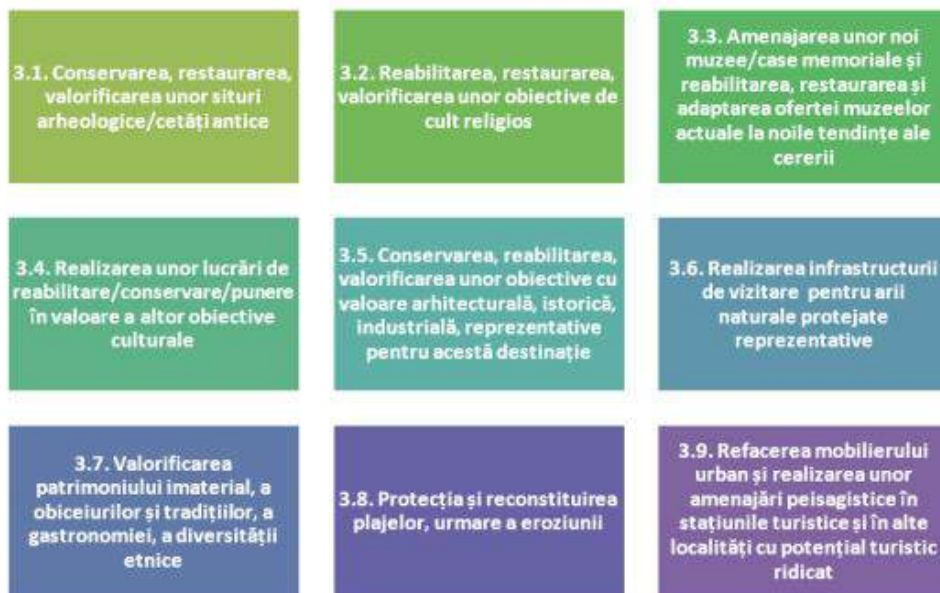 3.1. Conservarea, restaurarea,
valorificarea unor situri
arheologice/cetăți antice
3.2. Reabilitarea, restaurarea,
valorificarea unor obiective de
cult religios
3.3. Amenajarea unor noi
muzee/case memoriale și
reabilitarea, restaurarea și
adaptarea ofertei muzeelor
actuale la noile tendințe ale
cererii
3.4. Realizarea unor lucrări de
reabilitare/conservare/punere
în valoare a altor obiective
culturale
3.5. Conservarea, reabilitarea,
valorificarea unor obiective cu
valoare arhitecturală, istorică,
industrială, reprezentative
pentru acestă destinație
3.6. Realizarea infrastructurii
de vizitare pentru arii
naturale protejate
reprezentative
3.7. Valorificarea
patrimoniului imaterial, a
obiceiurilor și tradițiilor, a
gastronomiei, a diversității
etnice
3.8. Protecția și reconstituirea
plajelor, urmare a eroziunii
3.9. Refacerea mobilierului
urban și realizarea unor
amenajări peisagistice în
stațiunile turistice și în alte
localități cu potențial turistic
ridicat